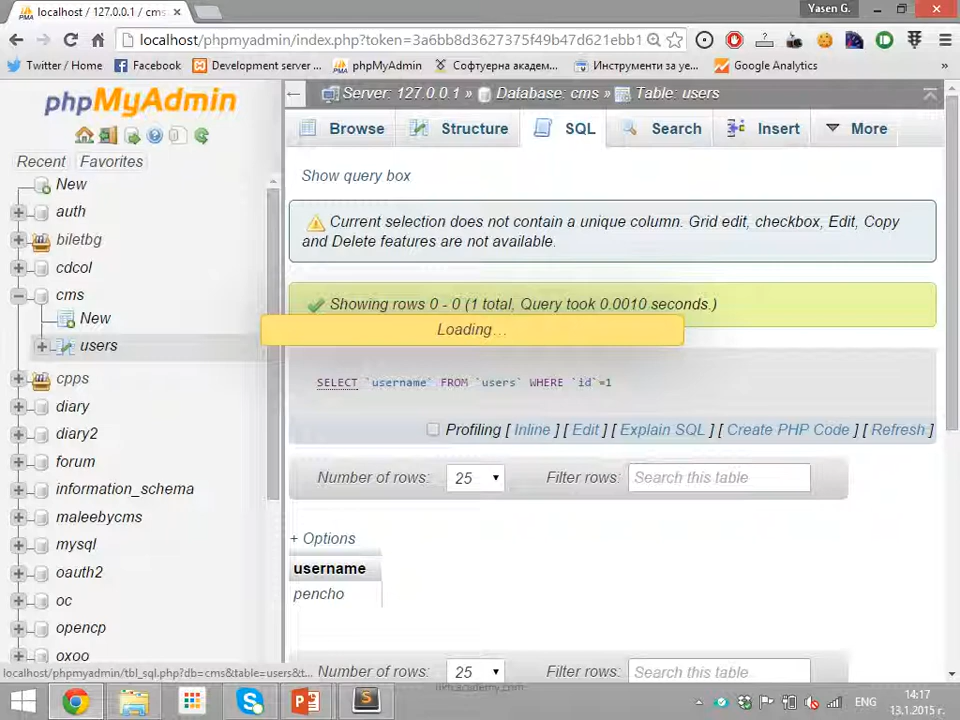 localhost / 127.0.0.1 / cms
Yasen G.
localhost/phpmyadmin/index.php?token=3a6bb8d3627375f49b47d621ebb1
Twitter / Home
Facebook
Development server ...
phpMyAdmin
Софтуерна академ...
Инструменти за уе...
Google Analytics
»
phpMyAdmin
Server: 127.0.0.1 » Database: cms » Table: users
Browse
Structure
SQL
Search
Insert
More
Recent
Favorites
New
auth
biletbg
cdcol
cms
New
users
cpps
diary
diary2
forum
information_schema
maleebycms
mysql
oauth2
oc
opencp
oxoo
Show query box
Current selection does not contain a unique column. Grid edit, checkbox, Edit, Copy
and Delete features are not available.
Showing rows 0 - 0 (1 total, Query took 0.0010 seconds.)
Loading...
SELECT `username` FROM `users` WHERE `id`=1
Profiling [ Inline ] [ Edit ] [ Explain SQL ] [ Create PHP Code ] [ Refresh ]
Number of rows: 25
Filter rows: Search this table
+ Options
username
pencho
Number of rows: 25
Filter rows: Search this table
localhost/phpmyadmin/tbl_sql.php?db=cms&table=users&t...
ЕНG
14:17
13.1.2015 г.